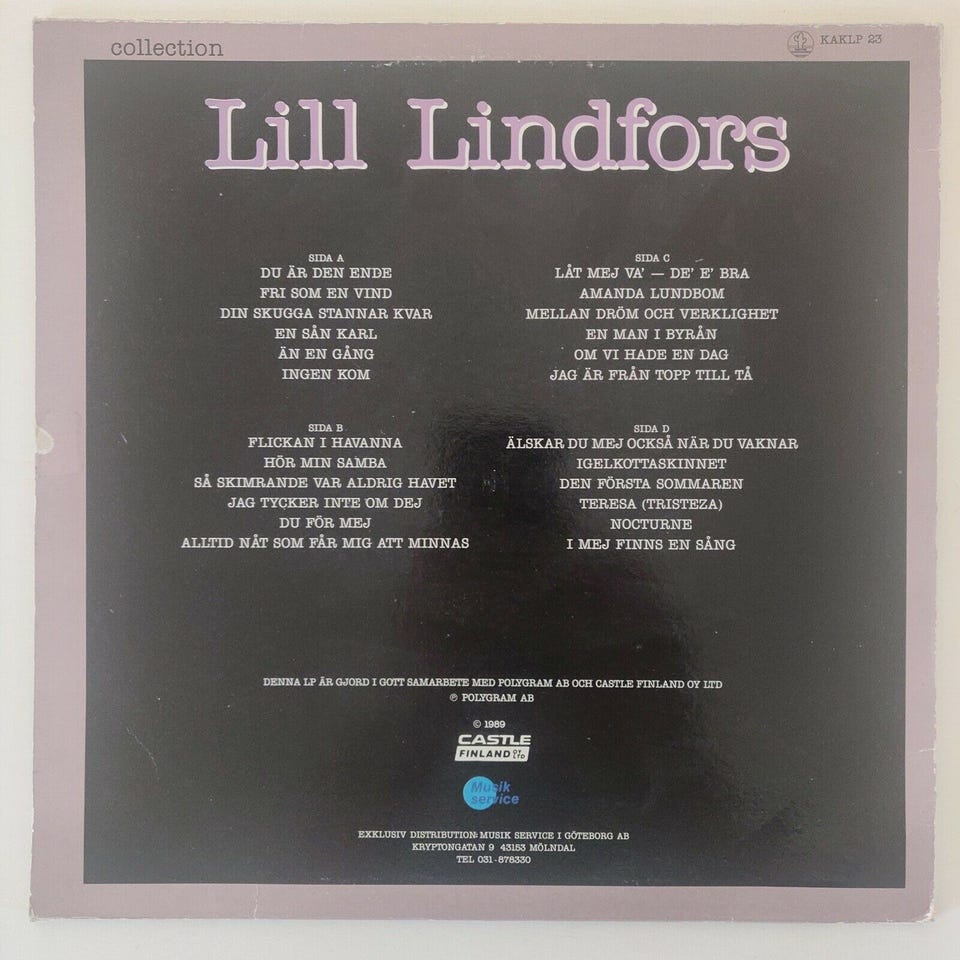 collection
KAKLP 23
Lill Lindfors
SIDA A
DU ÄR DEN ENDE
FRI SOM EN VIND
DIN SKUGGA STANNAR KVAR
EN SÅN KARL
ÄN EN GÅNG
INGEN KOM
SIDA B
FLICKAN I HAVANNA
HÖR MIN SAMBA
SÅ SKIMRANDE VAR ALDRIG HAVET
JAG TYCKER INTE OM DEJ
DU FÖR MEJ
ALLTID NÅT SOM FÅR MIG ATT MINNAS
SIDA C
LÅT MEJ VA' — DE' E' BRA
AMANDA LUNDBOM
MELLAN DRÖM OCH VERKLIGHET
EN MAN I BYRÅN
OM VI HADE EN DAG
JAG ÄR FRÅN TOPP TILL TÅ
SIDA D
ÄLSKAR DU MEJ OCKSÅ NÄR DU VAKNAR
IGELKOTTASKINNET
DEN FÖRSTA SOMMAREN
TERESA (TRISTEZA)
NOCTURNE
I MEJ FINNS EN SÅNG
DENNA LP ÄR GJORD I GOTT SAMARBETE MED POLYGRAM AB OCH CASTLE FINLAND OY LTD
℗ POLYGRAM AB
© 1989
CASTLE
FINLAND OY LTD
Musik
service
EXKLUSIV DISTRIBUTION: MUSIK SERVICE I GÖTEBORG AB
KRYPTONGATAN 9 43153 MÖLNDAL
TEL 031-878330